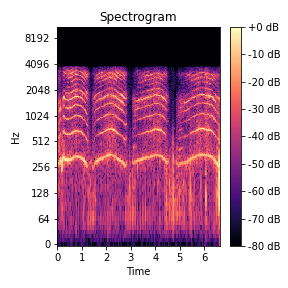 Spectrogram
+0 dB
8192
-10 dB
4096
-20 dB
2048
-30 dB
1024
Hz
512
-40 dB
256
-50 dB
128
-60 dB
64
-70 dB
0
-80 dB
0 1 2 3 4 5 6
Time